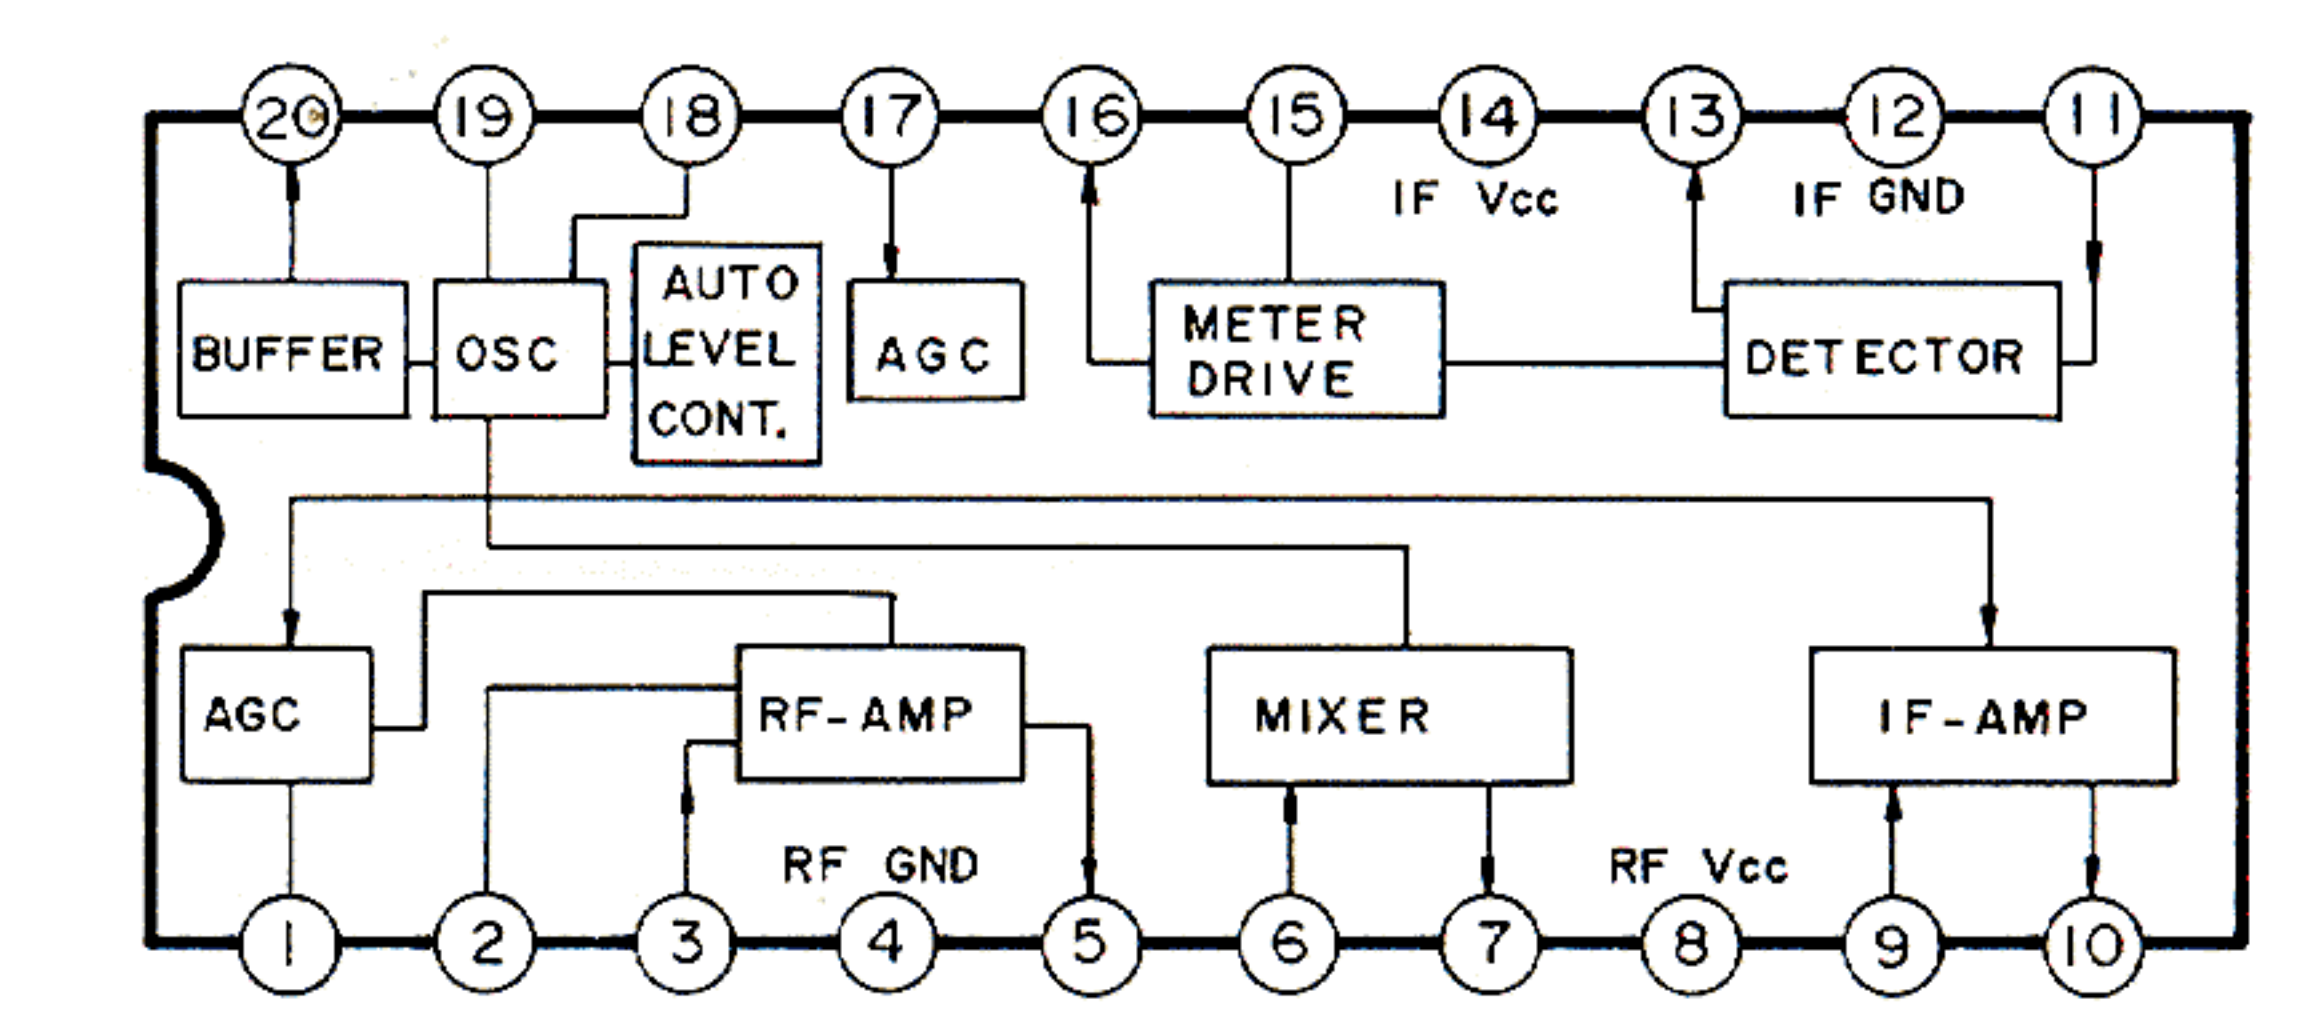 20 19 18 17 16 15 14 13 12 11
IF Vcc
IF GND
BUFFER
OSC
AUTO
LEVEL
CONT.
AGC
METER
DRIVE
DETECTOR
AGC
RF-AMP
MIXER
IF-AMP
RF GND
RF Vcc
1 2 3 4 5 6 7 8 9 10